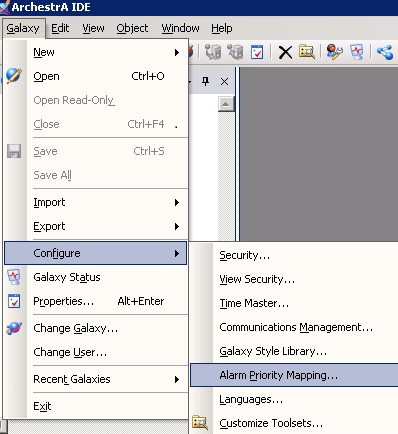 ArchestrA IDE
Galaxy Edit View Object Window Help
New
Open Ctrl+O
Open Read-Only
Close Ctrl+F4 .
Save Ctrl+S
Save All
Import
Export
Configure
Galaxy Status
Properties... Alt+Enter
Change Galaxy...
Change User...
Recent Galaxies
Exit
Security...
View Security...
Time Master...
Communications Management...
Galaxy Style Library...
Alarm Priority Mapping...
Languages...
Customize Toolsets...